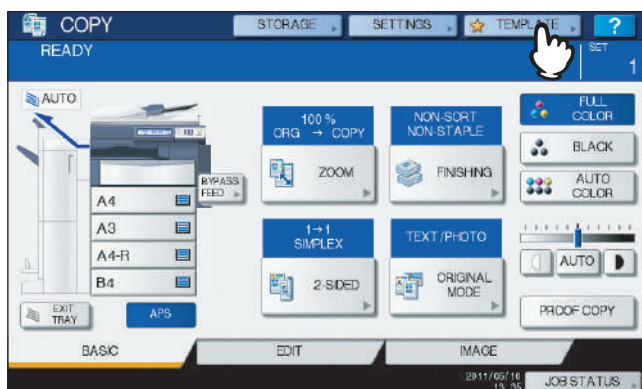 COPY
STORAGE
SETTINGS
TEMPLATE
?
READY
SET
1
AUTO
100 %
ORG → COPY
ZOOM
NON-SORT
NON-STAPLE
FINISHING
FULL
COLOR
BLACK
AUTO
COLOR
BYPASS
FEED
A4
A3
A4-R
B4
1→1
SIMPLEX
2-SIDED
TEXT/PHOTO
ORIGINAL
MODE
AUTO
EXIT
TRAY
APS
PROOF COPY
BASIC
EDIT
IMAGE
2011/05/10
13:35
JOB STATUS